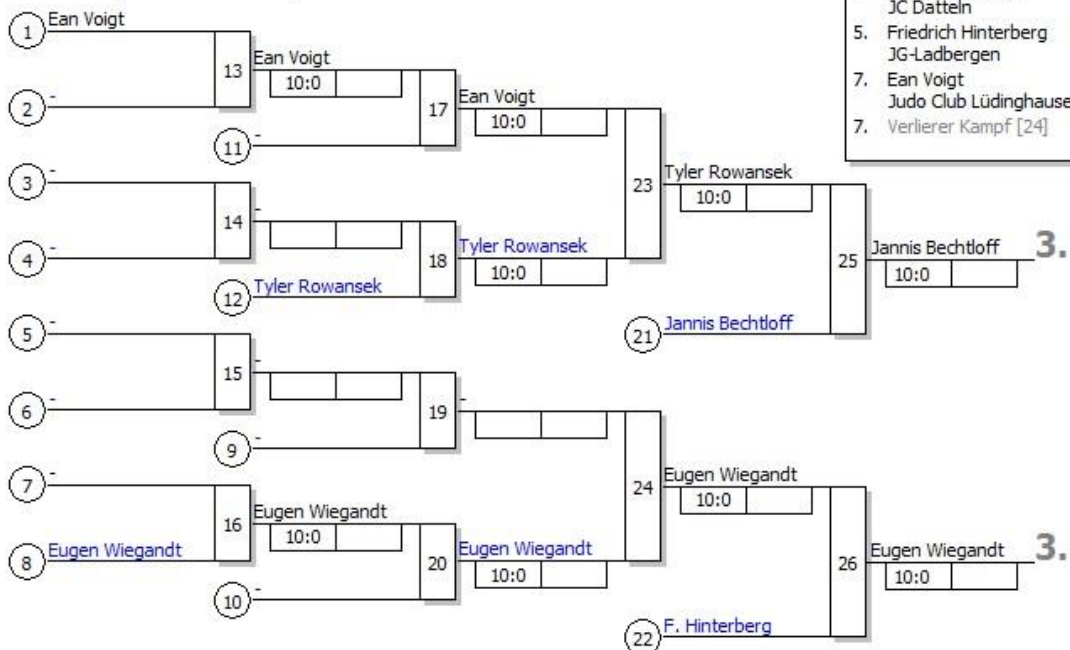 JC Datteln
5. Friedrich Hinterberg
JG-Ladbergen
7. Ean Voigt
Judo Club Lüdinghause
7. Verlierer Kampf [24]
1 Ean Voigt
13 Ean Voigt
10:0
2 -
17 Ean Voigt
10:0
11 -
3 -
23 Tyler Rowansek
10:0
14 -
4 -
18 Tyler Rowansek
10:0
12 Tyler Rowansek
25 Jannis Bechtloff 3.
10:0
5 -
21 Jannis Bechtloff
15 -
6 -
19 -
9 -
7 -
24 Eugen Wiegandt
10:0
16 Eugen Wiegandt
10:0
8 Eugen Wiegandt
20 Eugen Wiegandt
10:0
26 Eugen Wiegandt 3.
10:0
10 -
22 F. Hinterberg